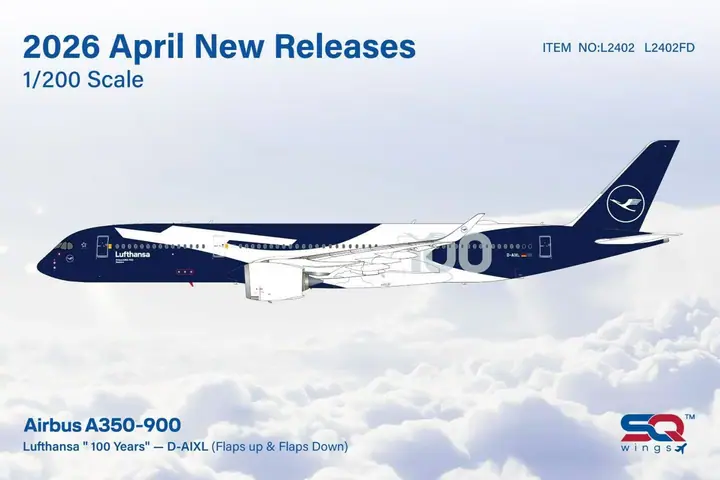 2026 April New Releases
1/200 Scale
ITEM NO:L2402 L2402FD
Lufthansa
100
D-AIXL
Airbus A350-900
Lufthansa " 100 Years" — D-AIXL (Flaps up & Flaps Down)
SQ™
wings